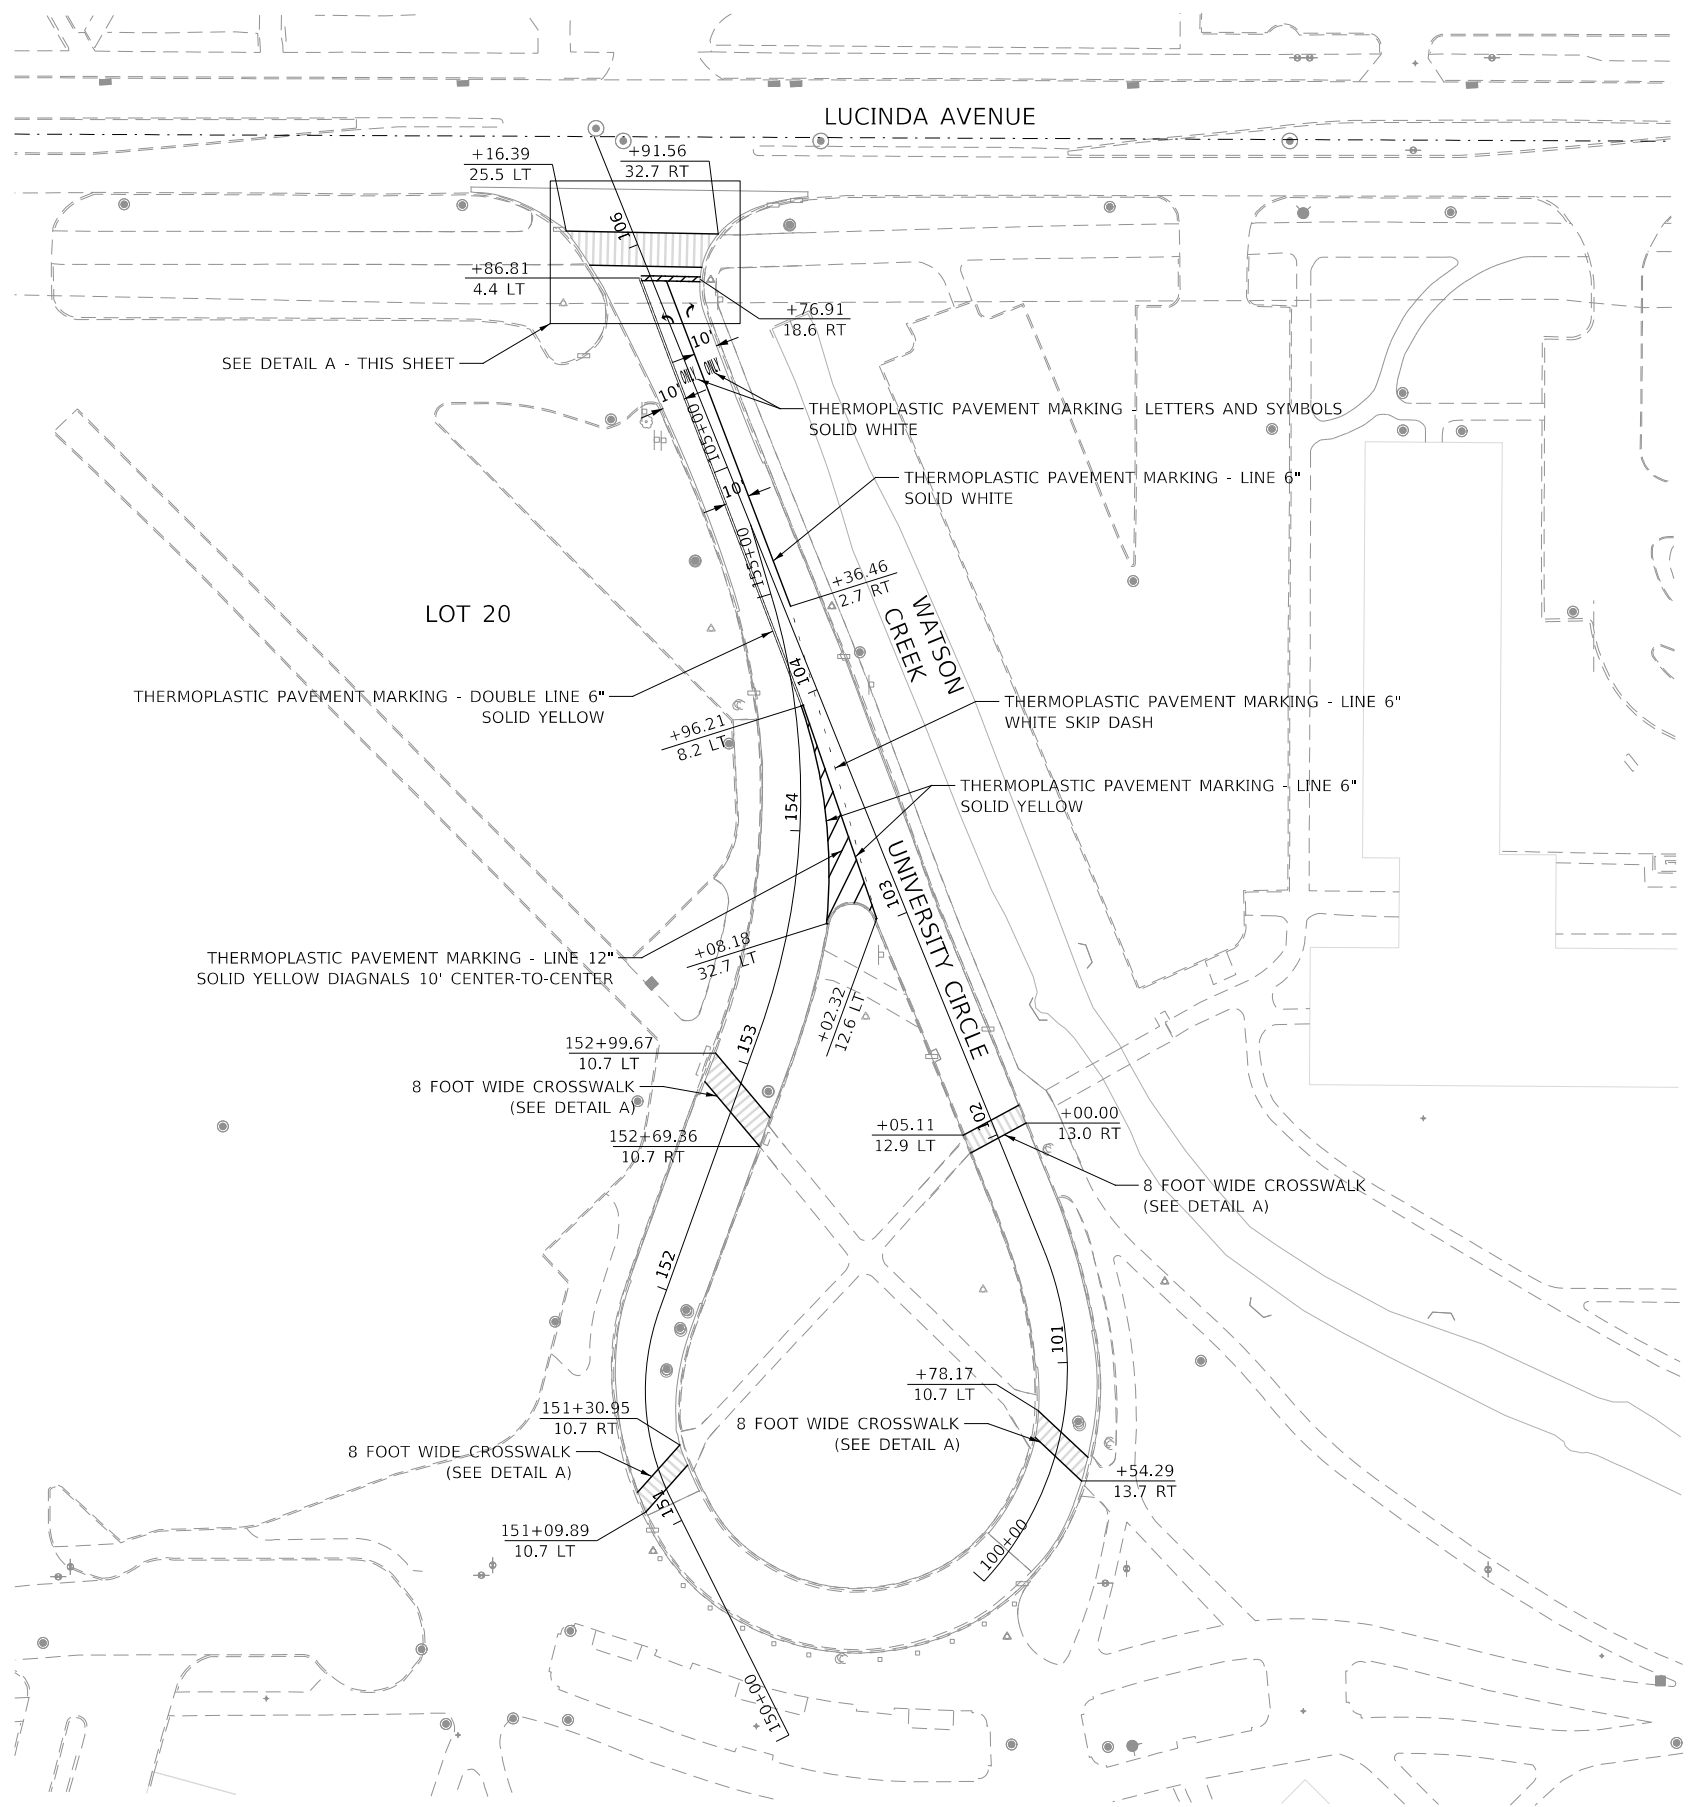 LUCINDA AVENUE
+16.39
25.5 LT
+91.56
32.7 RT
106
+86.81
4.4 LT
+76.91
18.6 RT
SEE DETAIL A - THIS SHEET
10'
ONLY
ONLY
10'
THERMOPLASTIC PAVEMENT MARKING - LETTERS AND SYMBOLS
SOLID WHITE
105+00
THERMOPLASTIC PAVEMENT MARKING - LINE 6"
SOLID WHITE
10'
155+00
+36.46
2.7 RT
LOT 20
WATSON
CREEK
104
THERMOPLASTIC PAVEMENT MARKING - DOUBLE LINE 6"
SOLID YELLOW
THERMOPLASTIC PAVEMENT MARKING - LINE 6"
WHITE SKIP DASH
+96.21
8.2 LT
THERMOPLASTIC PAVEMENT MARKING - LINE 6"
SOLID YELLOW
154
103
UNIVERSITY CIRCLE
THERMOPLASTIC PAVEMENT MARKING - LINE 12"
SOLID YELLOW DIAGNALS 10' CENTER-TO-CENTER
+08.18
32.7 LT
+02.32
12.6 LT
153
152+99.67
10.7 LT
8 FOOT WIDE CROSSWALK
(SEE DETAIL A)
152+69.36
10.7 RT
102
+05.11
12.9 LT
+00.00
13.0 RT
8 FOOT WIDE CROSSWALK
(SEE DETAIL A)
152
101
+78.17
10.7 LT
151+30.95
10.7 RT
8 FOOT WIDE CROSSWALK
(SEE DETAIL A)
8 FOOT WIDE CROSSWALK
(SEE DETAIL A)
+54.29
13.7 RT
151
151+09.89
10.7 LT
100+00
150+00